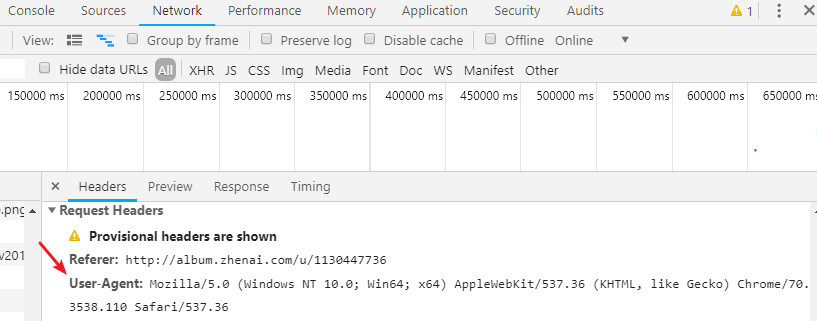 Console Sources Network Performance Memory Application Security Audits 1
View: Group by frame Preserve log Disable cache Offline Online
Hide data URLs All XHR JS CSS Img Media Font Doc WS Manifest Other
150000 ms 200000 ms 250000 ms 300000 ms 350000 ms 400000 ms 450000 ms 500000 ms 550000 ms 600000 ms 650000 ms
Headers Preview Response Timing
.png
Request Headers
Provisional headers are shown
v201
Referer: http://album.zhenai.com/u/1130447736
User-Agent: Mozilla/5.0 (Windows NT 10.0; Win64; x64) AppleWebKit/537.36 (KHTML, like Gecko) Chrome/70.
3538.110 Safari/537.36